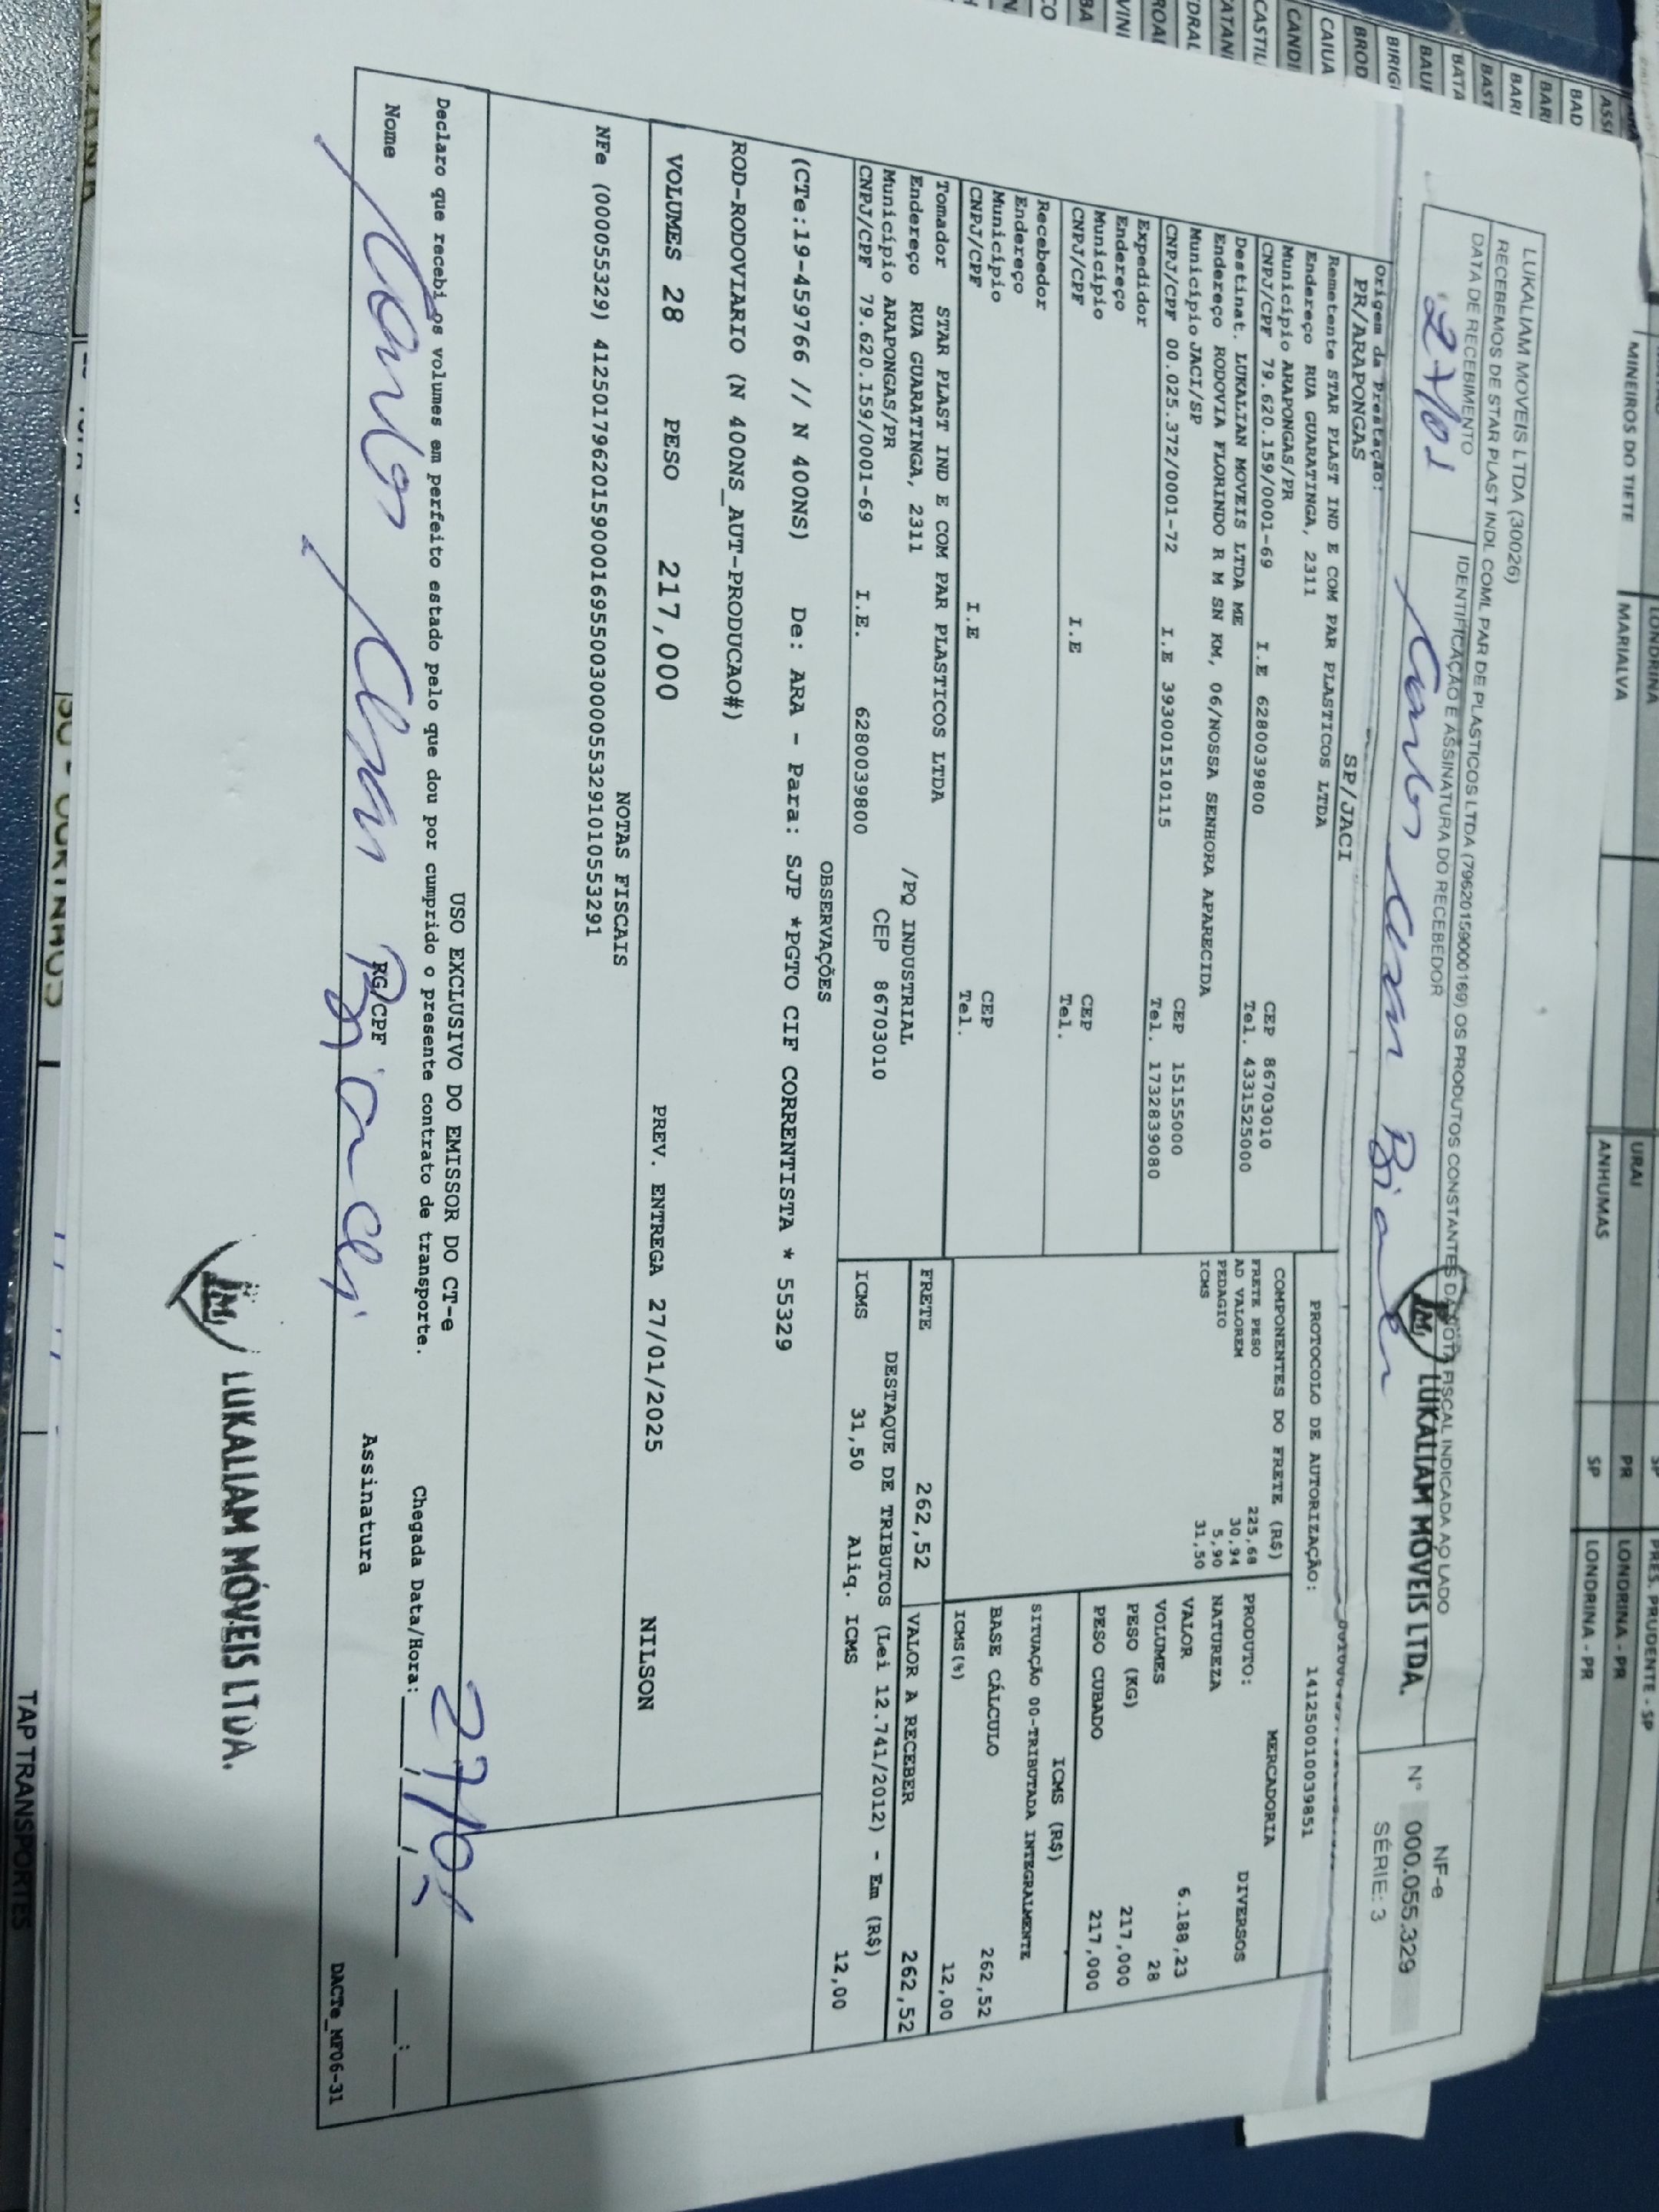 LUKALIAM MOVEIS LTDA (30026)
RECEBEMOS DE STAR PLAST INDL COML PAR DE PLASTICOS LTDA (79620159000169) OS PRODUTOS CONSTANTES DA NOTA FISCAL INDICADA AO LADO
DATA DE RECEBIMENTO
IDENTIFICAÇÃO E ASSINATURA DO RECEBEDOR
27/01
LUKALIAM MÓVEIS LTDA.
NF-e
N° 000.055.329
SÉRIE: 3
Origem da Prestação:
PR/ARAPONGAS
SP/JACI
PROTOCOLO DE AUTORIZAÇÃO: 141250010039851
Remetente STAR PLAST IND E COM PAR PLASTICOS LTDA
Endereço RUA GUARATINGA, 2311
Município ARAPONGAS/PR CEP 86703010
CNPJ/CPF 79.620.159/0001-69 I.E 6280039800 Tel. 4331525000
Destinat. LUKALIAN MOVEIS LTDA ME
Endereço RODOVIA FLORINDO R M SN KM, 06/NOSSA SENHORA APARECIDA
Município JACI/SP CEP 15155000
CNPJ/CPF 00.025.372/0001-72 I.E 393001510115 Tel. 1732839080
Expedidor
Endereço
Município CEP
CNPJ/CPF I.E Tel.
Recebedor
Endereço
Município CEP
CNPJ/CPF I.E Tel.
Tomador STAR PLAST IND E COM PAR PLASTICOS LTDA
Endereço RUA GUARATINGA, 2311 /PQ INDUSTRIAL
Município ARAPONGAS/PR CEP 86703010
CNPJ/CPF 79.620.159/0001-69 I.E. 6280039800
COMPONENTES DO FRETE (R$)
FRETE PESO 225,68
AD VALOREM 30,94
PEDAGIO 5,90
ICMS 31,50
MERCADORIA
PRODUTO: DIVERSOS
NATUREZA
VALOR 6.188,23
VOLUMES 28
PESO (KG) 217,000
PESO CUBADO 217,000
ICMS (R$)
SITUAÇÃO 00-TRIBUTADA INTEGRALMENTE
BASE CÁLCULO 262,52
ICMS(%) 12,00
FRETE 262,52 VALOR A RECEBER 262,52
DESTAQUE DE TRIBUTOS (Lei 12.741/2012) - Em (R$)
ICMS 31,50 Aliq. ICMS 12,00
OBSERVAÇÕES
(CTe:19-459766 // N 400NS) De: ARA - Para: SJP *PGTO CIF CORRENTISTA * 55329
ROD-RODOVIARIO (N 400NS_AUT-PRODUCAO#)
VOLUMES 28 PESO 217,000 PREV. ENTREGA 27/01/2025 NILSON
NOTAS FISCAIS
NFe (000055329) 41250179620159000169550030000553291010553291
USO EXCLUSIVO DO EMISSOR DO CT-e
Declaro que recebi os volumes em perfeito estado pelo que dou por cumprido o presente contrato de transporte.
Chegada Data/Hora: ___/___/___ __:__
27/01
Nome RG/CPF Assinatura
DACTe_MF06-31
LUKALIAM MÓVEIS LTDA.
MINEIROS DO TIETE
MARIALVA
URAI
ANHUMAS
PR
SP
PRES. PRUDENTE - SP
LONDRINA - PR
LONDRINA - PR
TAP TRANSPORTES